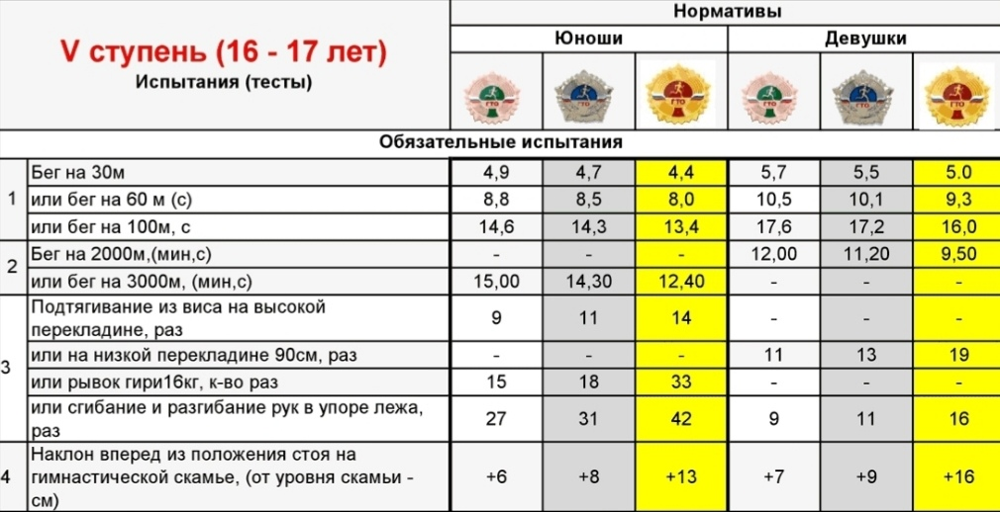 V ступень (16 - 17 лет)
Испытания (тесты)
Нормативы
Юноши Девушки
ГТО ГТО ГТО ГТО ГТО ГТО
Обязательные испытания
1
Бег на 30м 4,9 4,7 4,4 5,7 5,5 5.0
или бег на 60 м (с) 8,8 8,5 8,0 10,5 10,1 9,3
или бег на 100м, с 14,6 14,3 13,4 17,6 17,2 16,0
2
Бег на 2000м,(мин,с) - - - 12,00 11,20 9,50
или бег на 3000м, (мин,с) 15,00 14,30 12,40 - - -
3
Подтягивание из виса на высокой
перекладине, раз 9 11 14 - - -
или на низкой перекладине 90см, раз - - - 11 13 19
или рывок гири16кг, к-во раз 15 18 33 - - -
или сгибание и разгибание рук в упоре лежа,
раз 27 31 42 9 11 16
4
Наклон вперед из положения стоя на
гимнастической скамье, (от уровня скамьи -
см) +6 +8 +13 +7 +9 +16